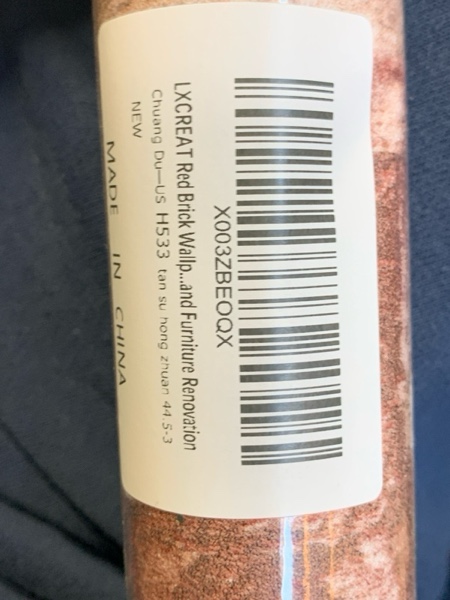 X003ZBEOQX
LXCREAT Red Brick Wallp...and Furniture Renovation
Chuang Du—US H533 tan su hong zhuan 44.5-3
NEW
MADE IN CHINA